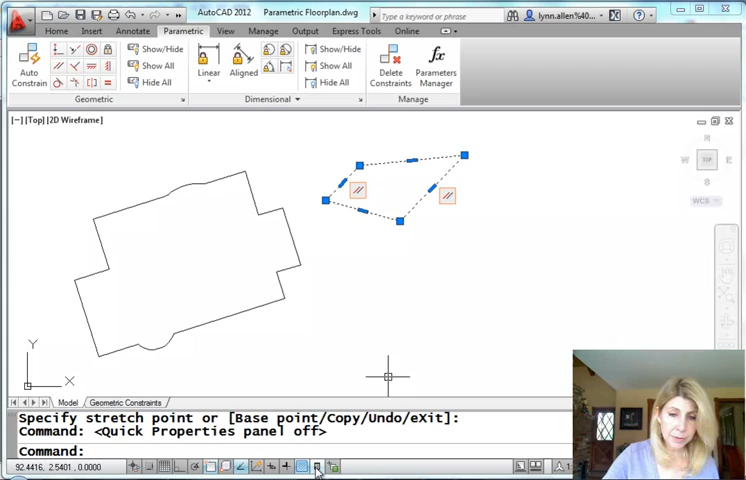 AutoCAD 2012 Parametric Floorplan.dwg
Type a keyword or phrase
lynn.allen%40...
Home Insert Annotate Parametric View Manage Output Express Tools Online
Auto Constrain
Show/Hide
Show All
Hide All
Linear
Aligned
Show/Hide
Show All
Hide All
Delete Constraints
fx
Parameters Manager
Geometric
Dimensional
Manage
[−] [Top] [2D Wireframe]
W TOP E
S
WCS
Y
X
Model Geometric Constraints
Specify stretch point or [Base point/Copy/Undo/eXit]:
Command: <Quick Properties panel off>
Command:
92.4416, 2.5401, 0.0000